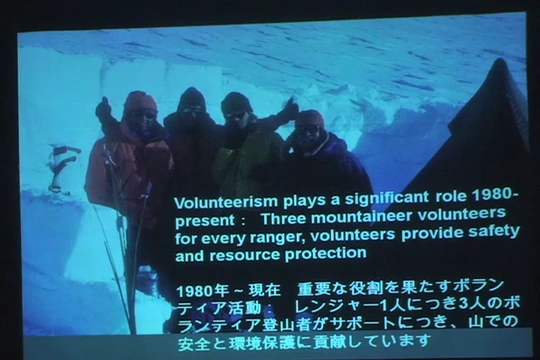 Volunteerism plays a significant role 1980-
present : Three mountaineer volunteers
for every ranger, volunteers provide safety
and resource protection
1980年～現在 重要な役割を果たすボラン
ティア活動： レンジャー1人につき3人のボ
ランティア登山者がサポートにつき、山での
安全と環境保護に貢献しています